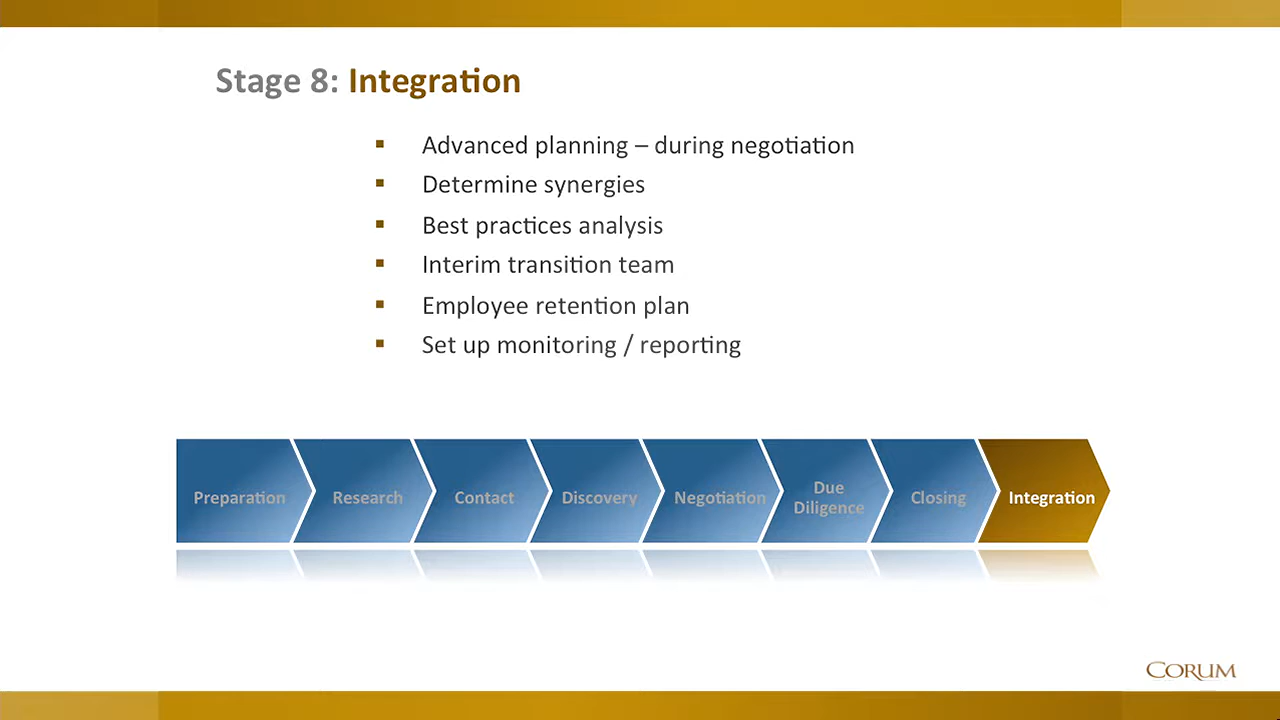 Stage 8: Integration
▪ Advanced planning – during negotiation
▪ Determine synergies
▪ Best practices analysis
▪ Interim transition team
▪ Employee retention plan
▪ Set up monitoring / reporting
Preparation
Research
Contact
Discovery
Negotiation
Due
Diligence
Closing
Integration
CORUM